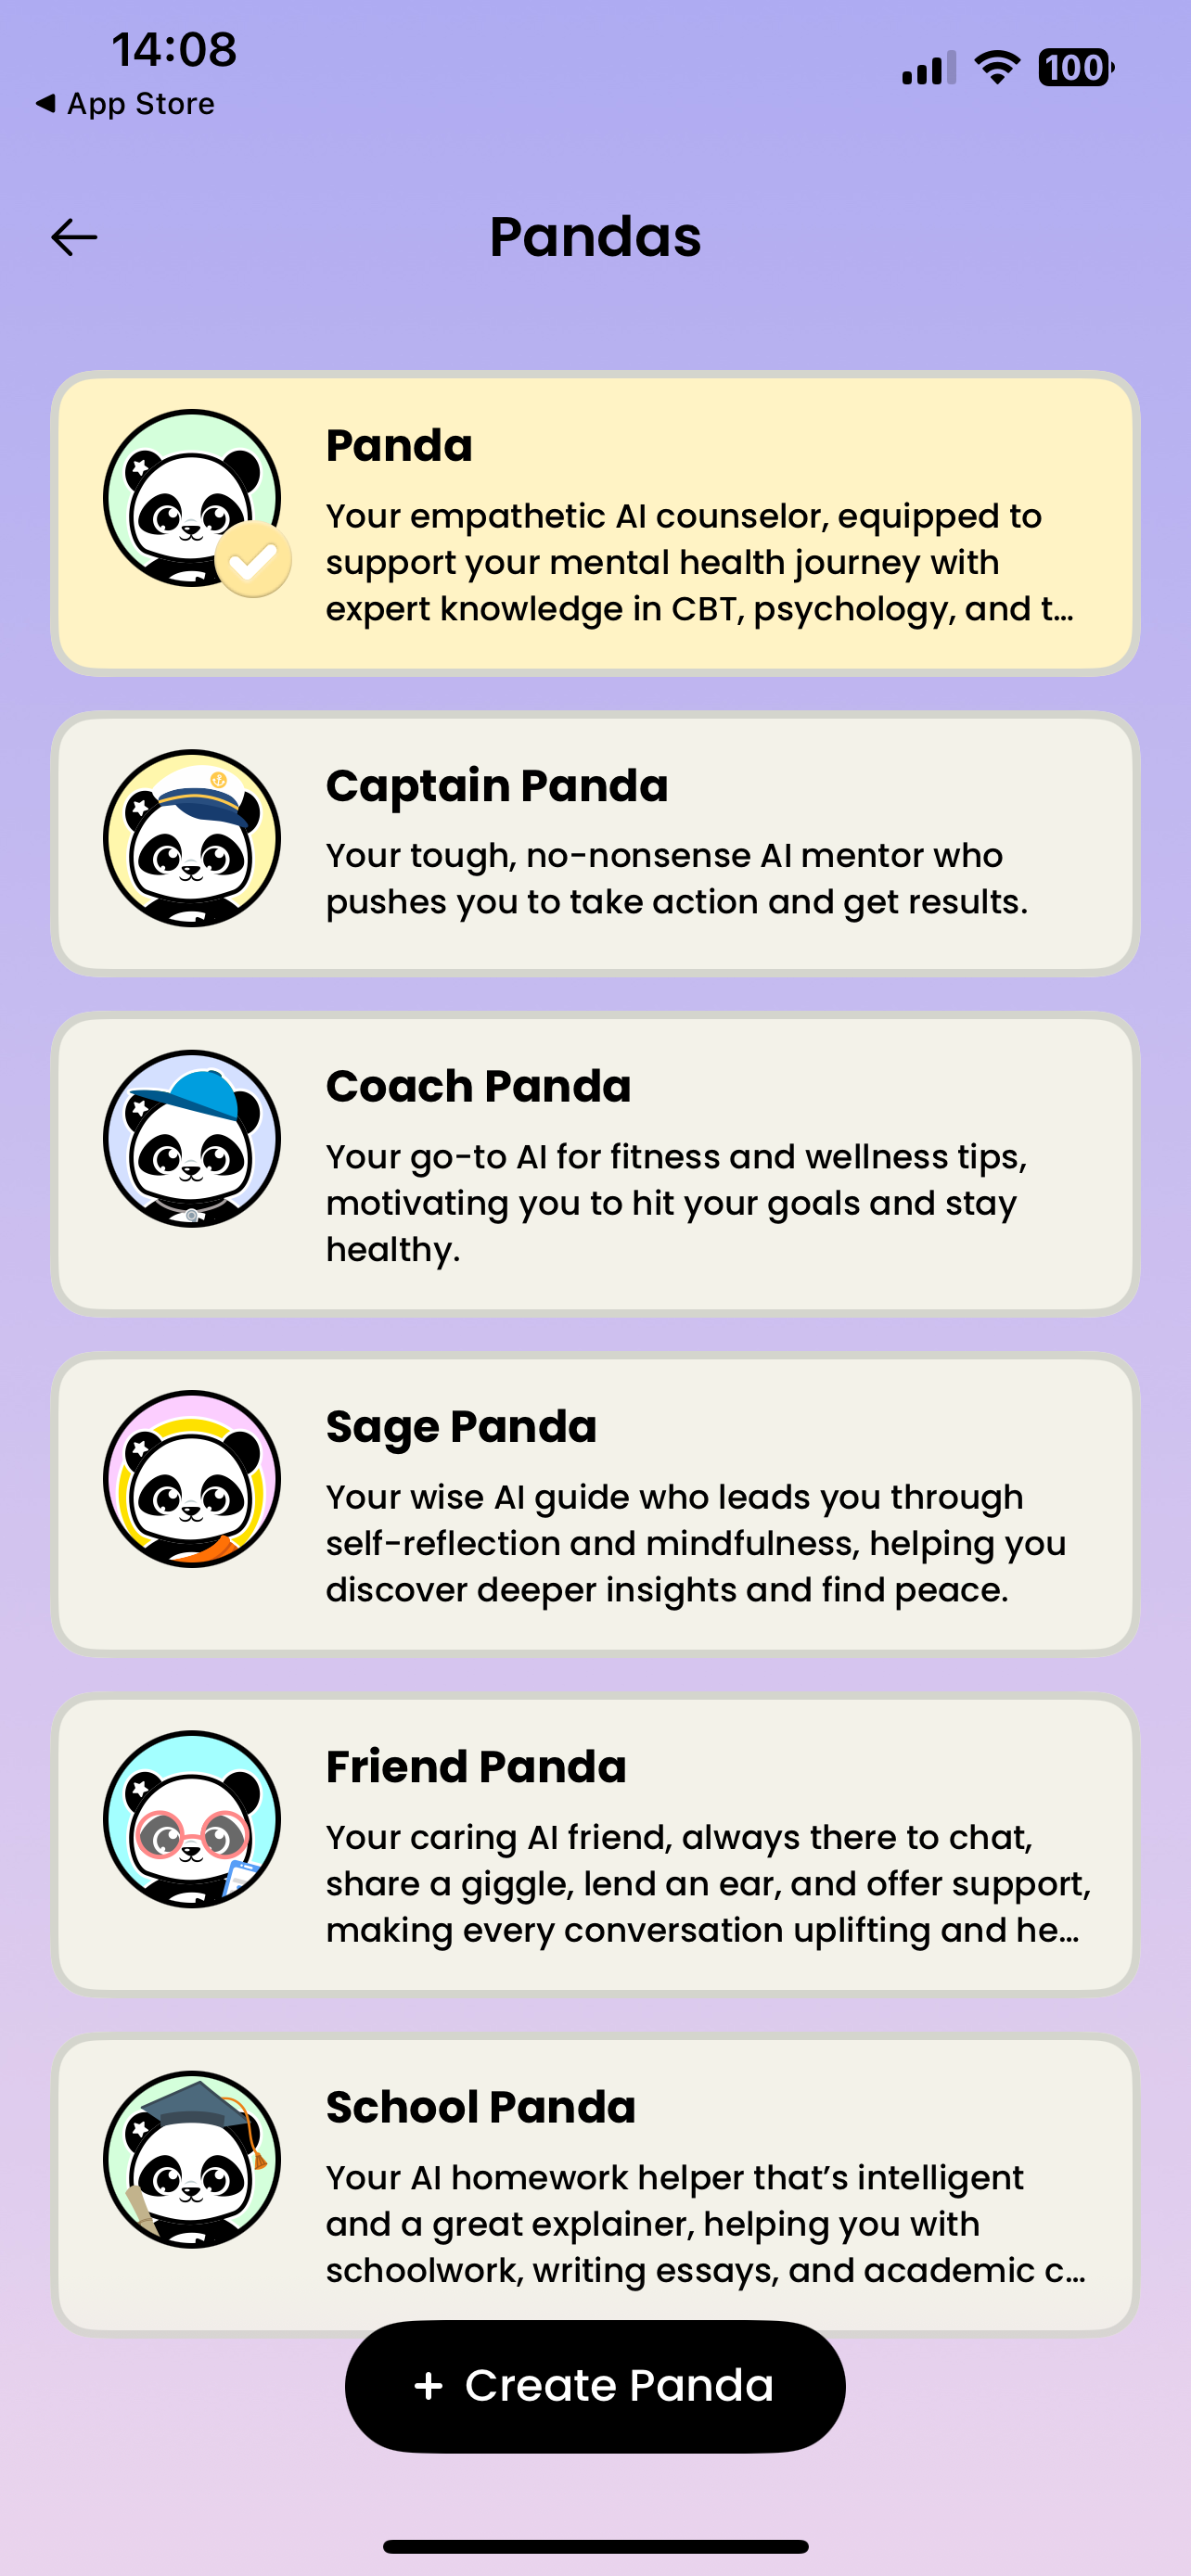 14:08
100
◀ App Store
Pandas
Panda
Your empathetic AI counselor, equipped to
support your mental health journey with
expert knowledge in CBT, psychology, and t...
Captain Panda
Your tough, no-nonsense AI mentor who
pushes you to take action and get results.
Coach Panda
Your go-to AI for fitness and wellness tips,
motivating you to hit your goals and stay
healthy.
Sage Panda
Your wise AI guide who leads you through
self-reflection and mindfulness, helping you
discover deeper insights and find peace.
Friend Panda
Your caring AI friend, always there to chat,
share a giggle, lend an ear, and offer support,
making every conversation uplifting and he...
School Panda
Your AI homework helper that’s intelligent
and a great explainer, helping you with
schoolwork, writing essays, and academic c...
+ Create Panda